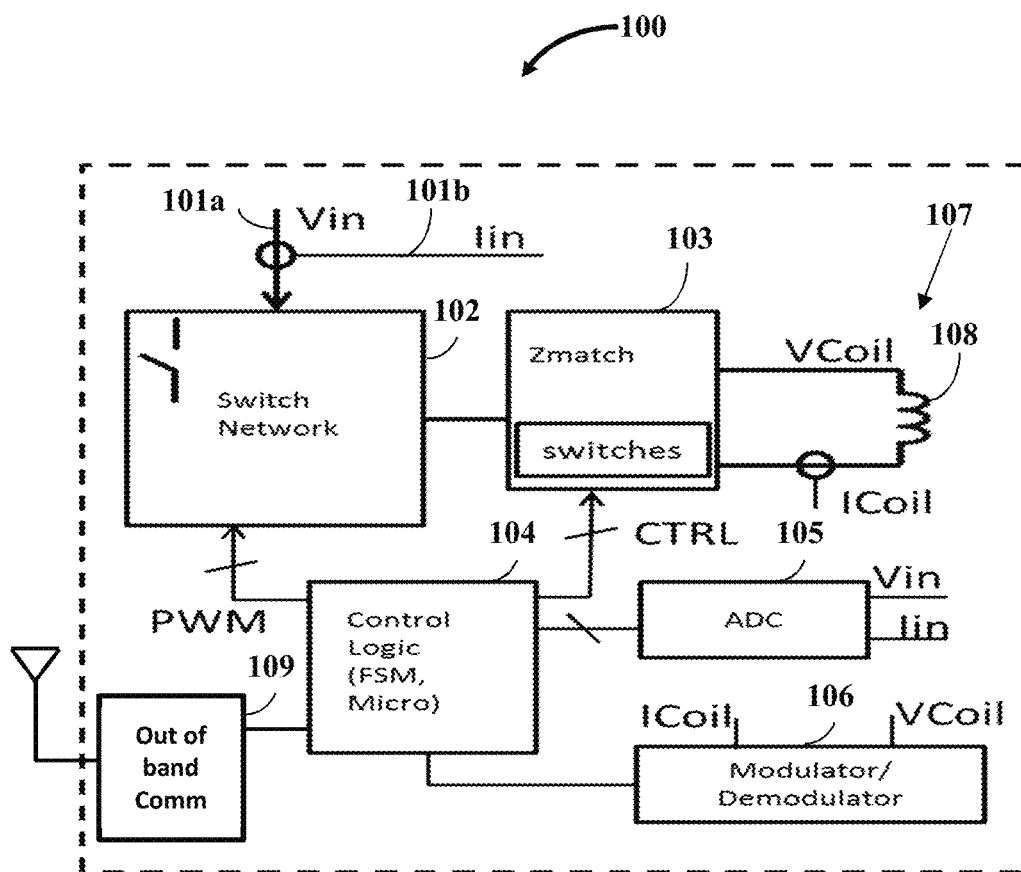 100
101a
Vin
101b
Iin
103
107
102
108
Zmatch
VCoil
Switch
Network
switches
ICoil
104
CTRL
105
PWM
Control
Logic
(FSM,
Micro)
ADC
Vin
Iin
109
Out of
band
Comm
ICoil
106
VCoil
Modulator/
Demodulator